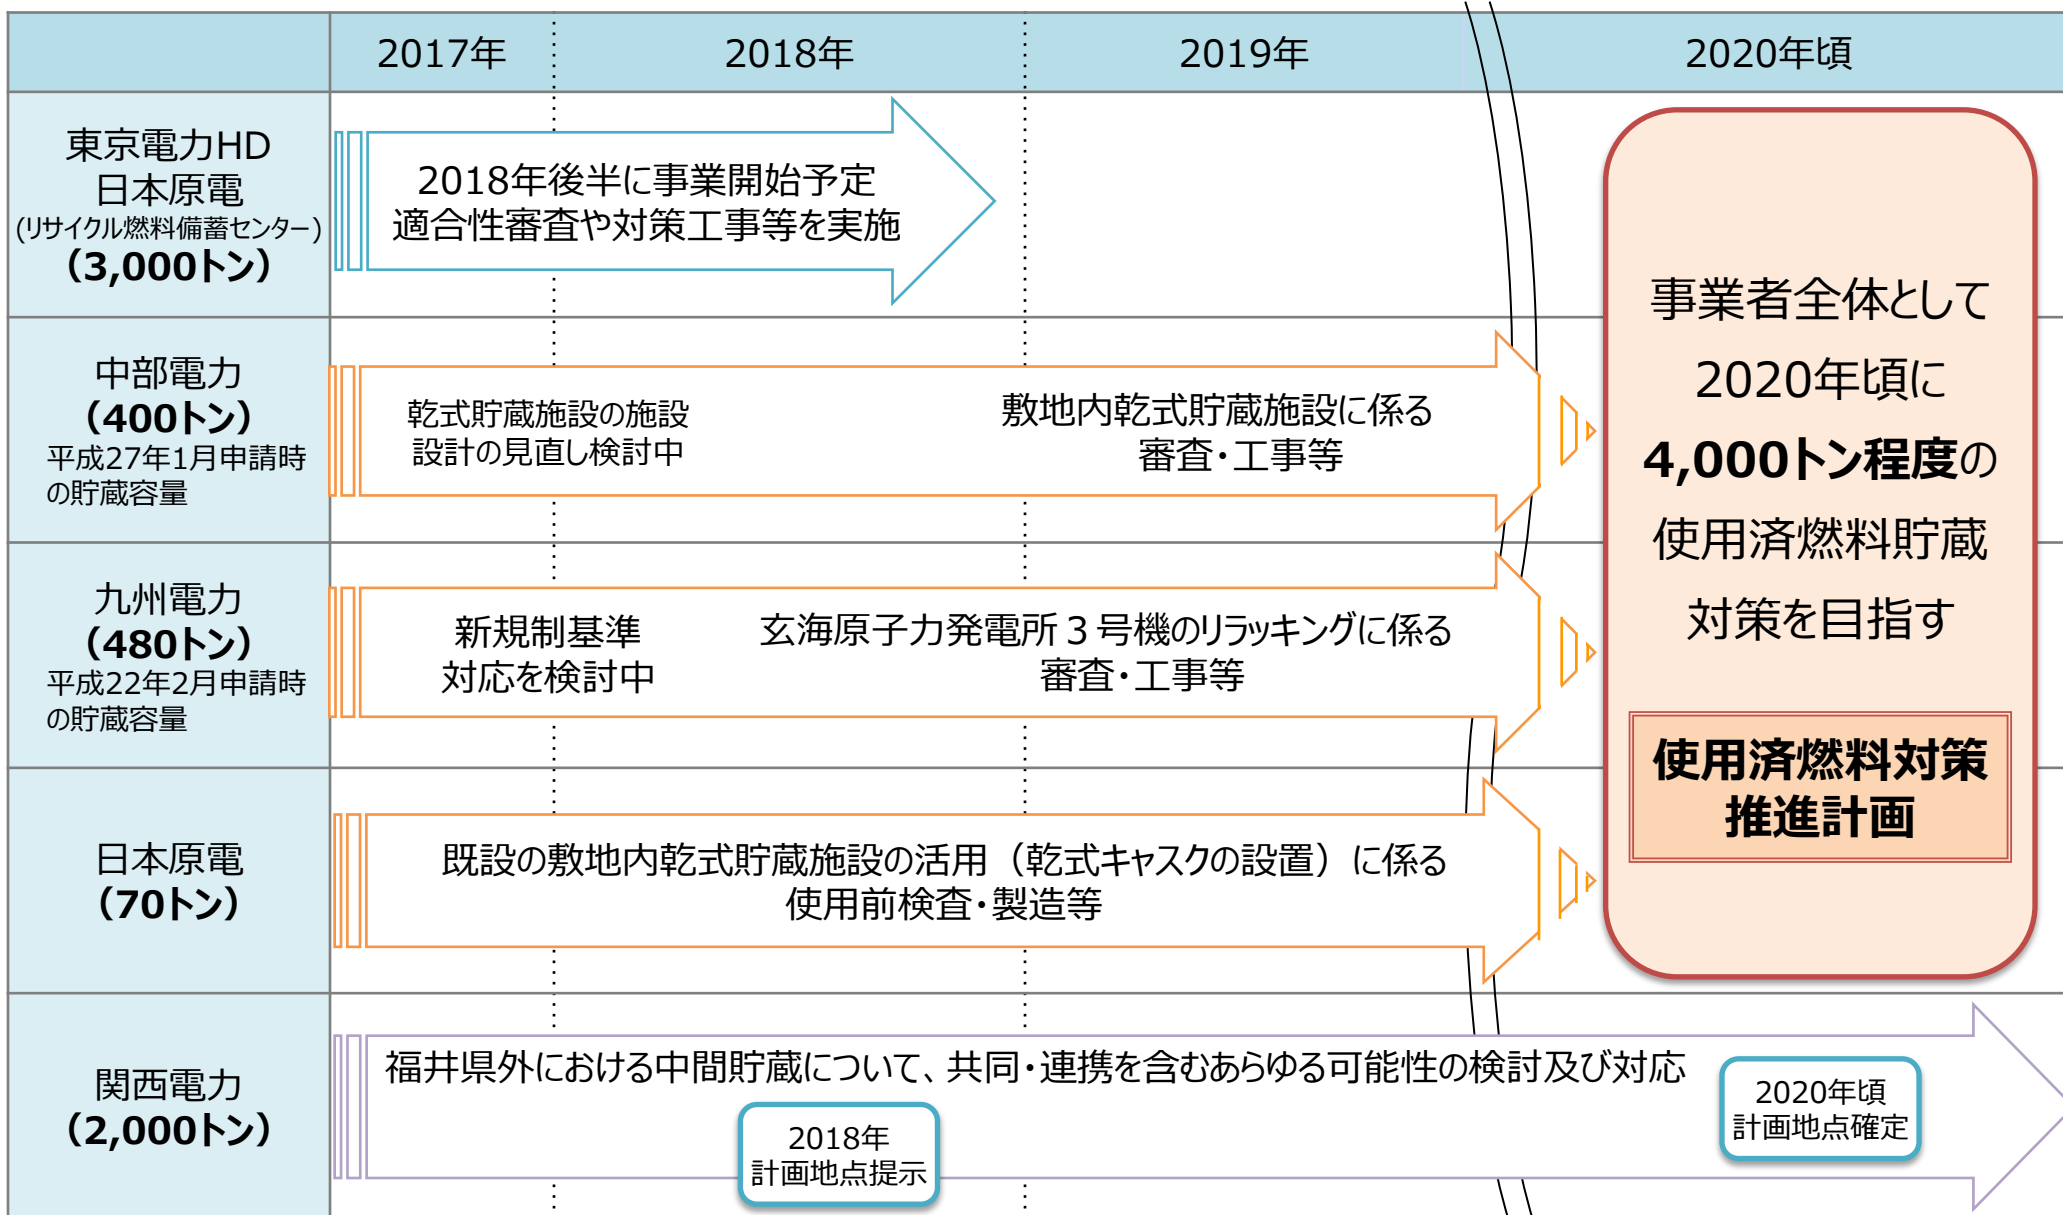 2017年
2018年
2019年
2020年頃
東京電力HD
日本原電
(リサイクル燃料備蓄センター)
（3,000トン）
2018年後半に事業開始予定
適合性審査や対策工事等を実施
中部電力
（400トン）
平成27年1月申請時
の貯蔵容量
乾式貯蔵施設の施設
設計の見直し検討中
敷地内乾式貯蔵施設に係る
審査・工事等
九州電力
（480トン）
平成22年2月申請時
の貯蔵容量
新規制基準
対応を検討中
玄海原子力発電所３号機のリラッキングに係る
審査・工事等
日本原電
（70トン）
既設の敷地内乾式貯蔵施設の活用（乾式キャスクの設置）に係る
使用前検査・製造等
事業者全体として
2020年頃に
4,000トン程度の
使用済燃料貯蔵
対策を目指す
使用済燃料対策
推進計画
関西電力
（2,000トン）
福井県外における中間貯蔵について、共同・連携を含むあらゆる可能性の検討及び対応
2018年
計画地点提示
2020年頃
計画地点確定